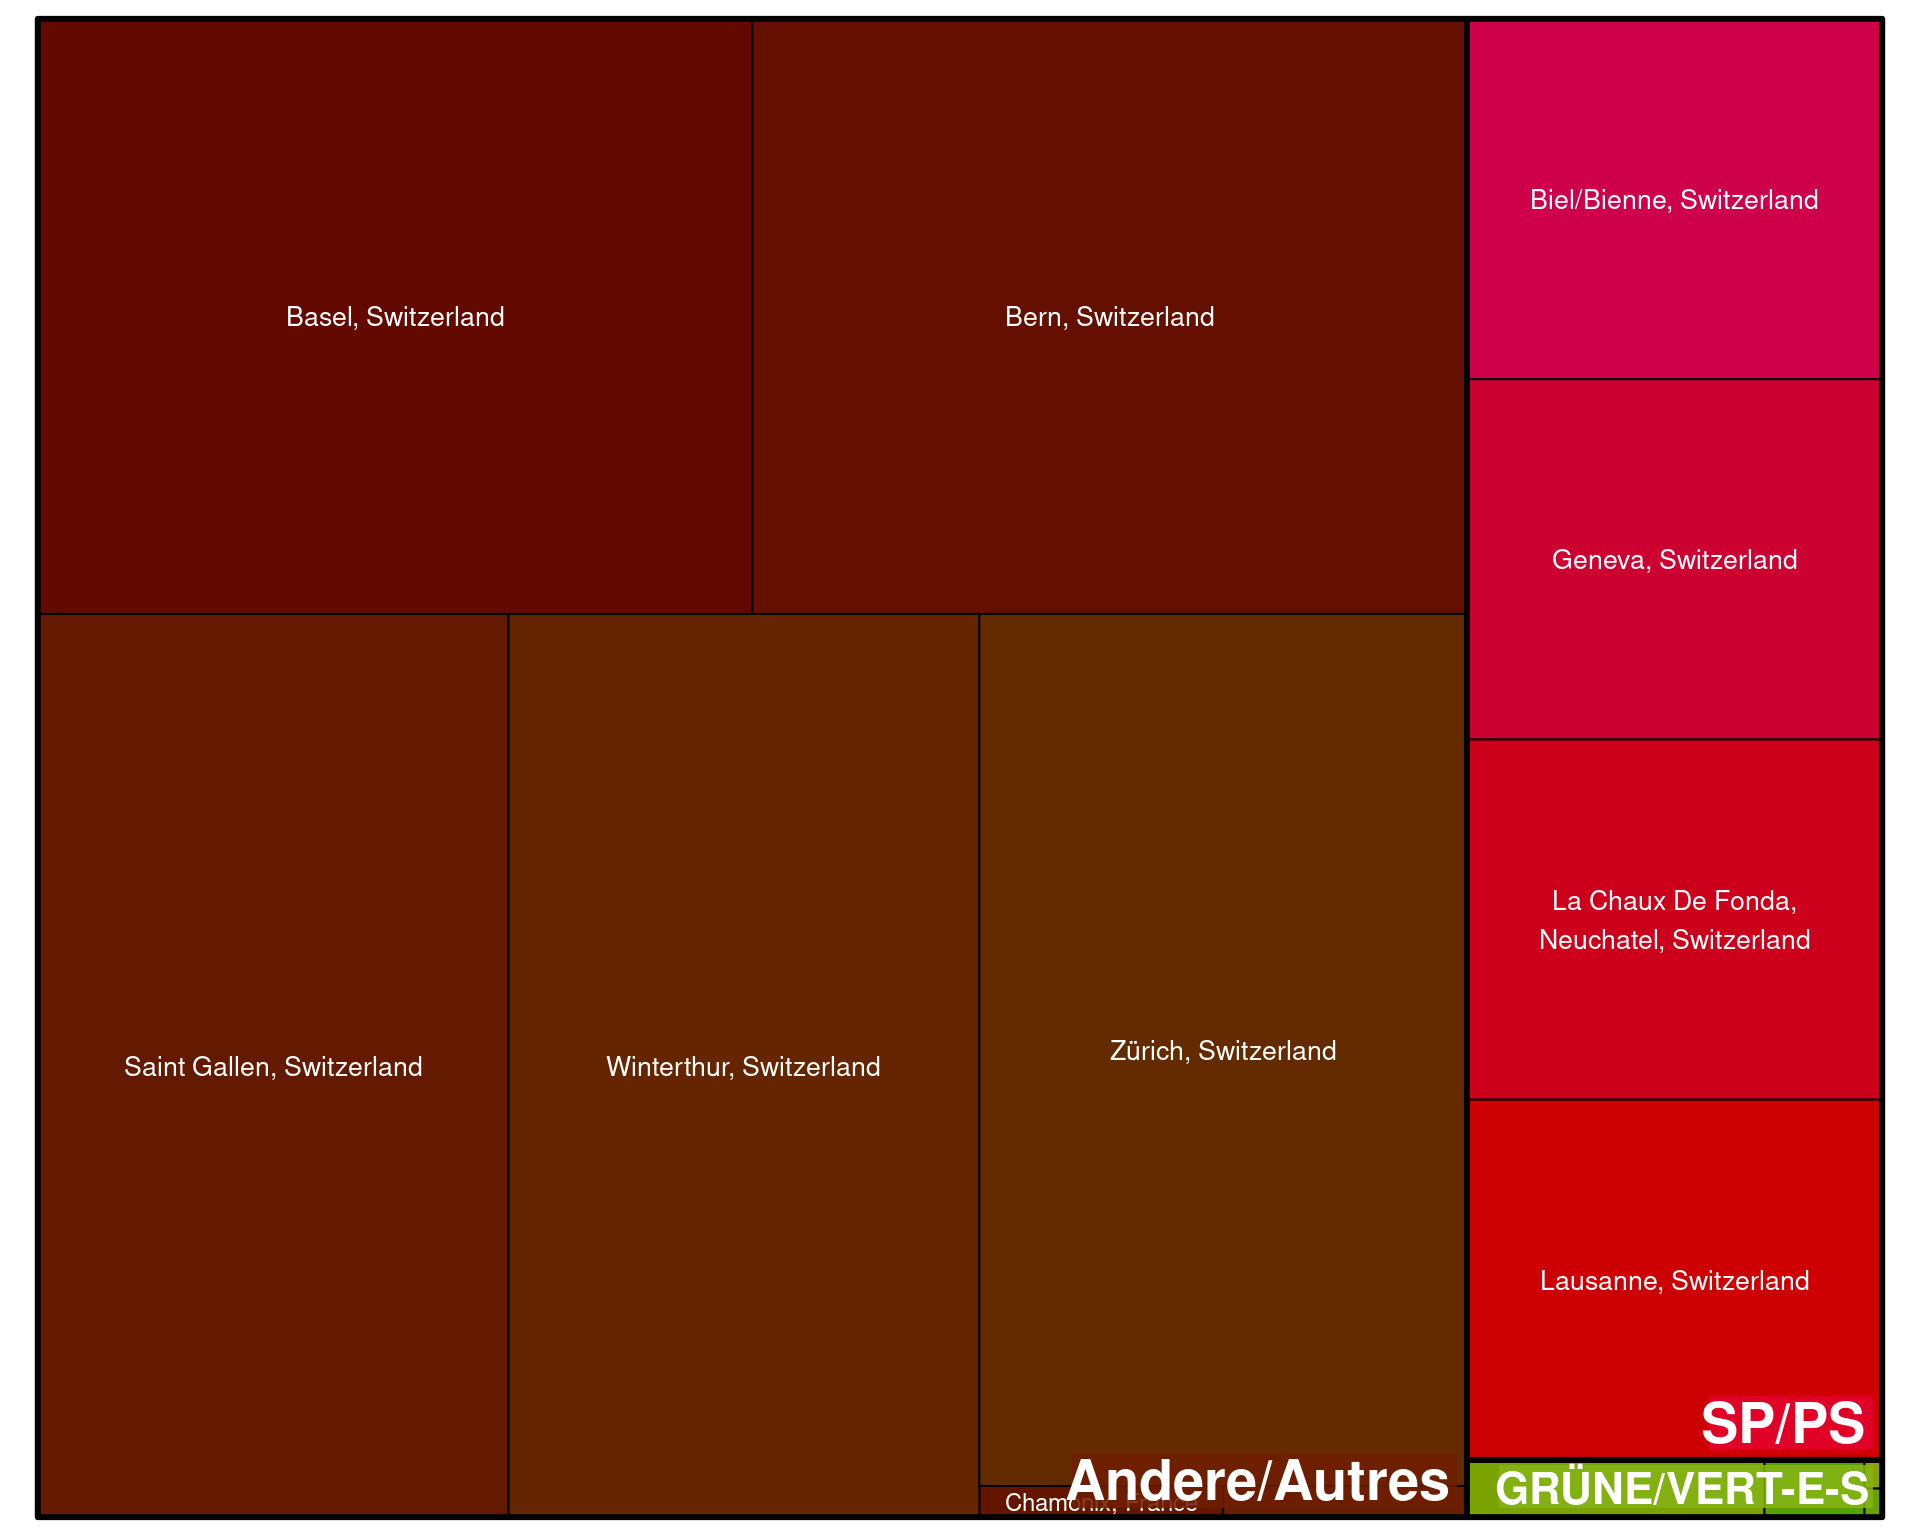 Basel, Switzerland
Bern, Switzerland
Biel/Bienne, Switzerland
Geneva, Switzerland
La Chaux De Fonda,
Neuchatel, Switzerland
Saint Gallen, Switzerland
Winterthur, Switzerland
Zürich, Switzerland
Lausanne, Switzerland
SP/PS
Andere/Autres
Chamonix, France
GRÜNE/VERT-E-S